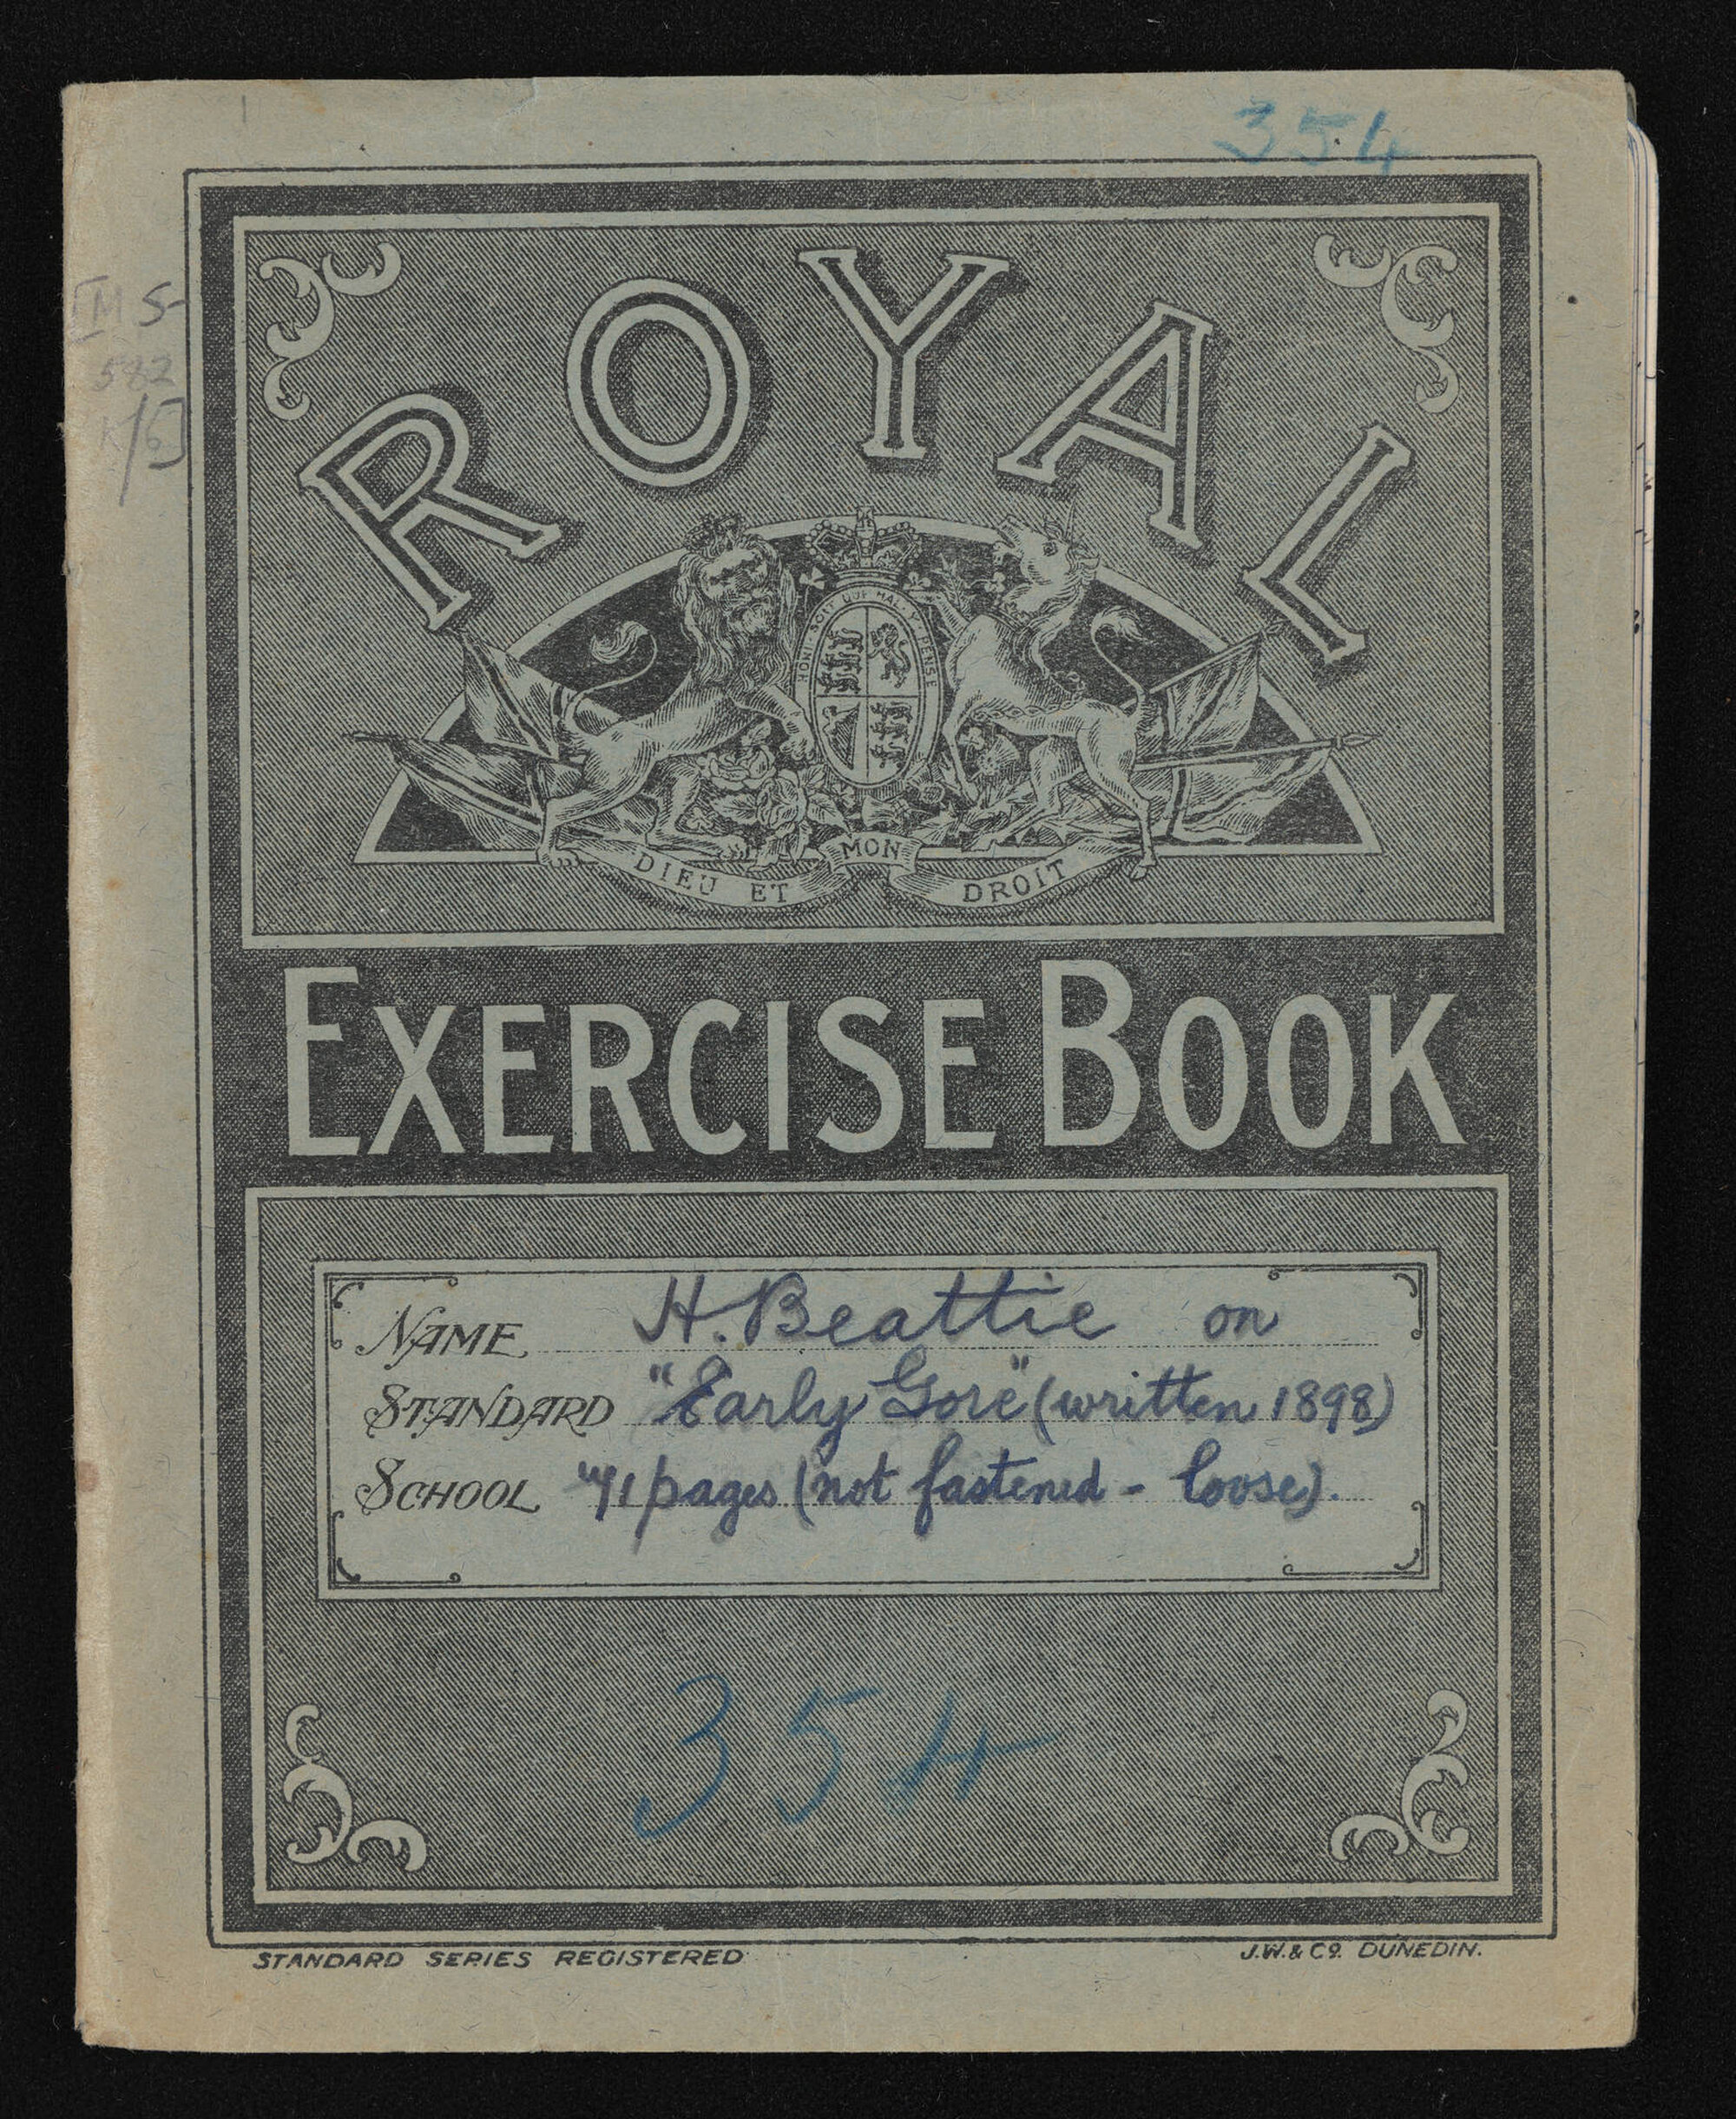 354
[MS-
582
K/6]
ROYAL
HONI SOIT QUI MAL Y PENSE
DIEU ET MON DROIT
EXERCISE BOOK
NAME H. Beattie on
STANDARD "Early Gore" (written 1898)
SCHOOL 71 pages (not fastened - loose).
354
STANDARD SERIES REGISTERED
J.W. & CO. DUNEDIN.